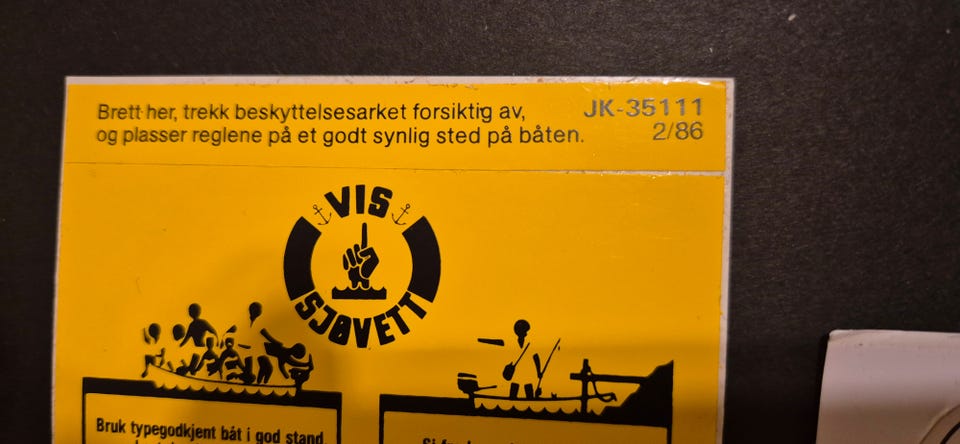 Brett her, trekk beskyttelsesarket forsiktig av,
og plasser reglene på et godt synlig sted på båten.
JK-35111
2/86
VIS
SJØVETT
Bruk typegodkjent båt i god stand.